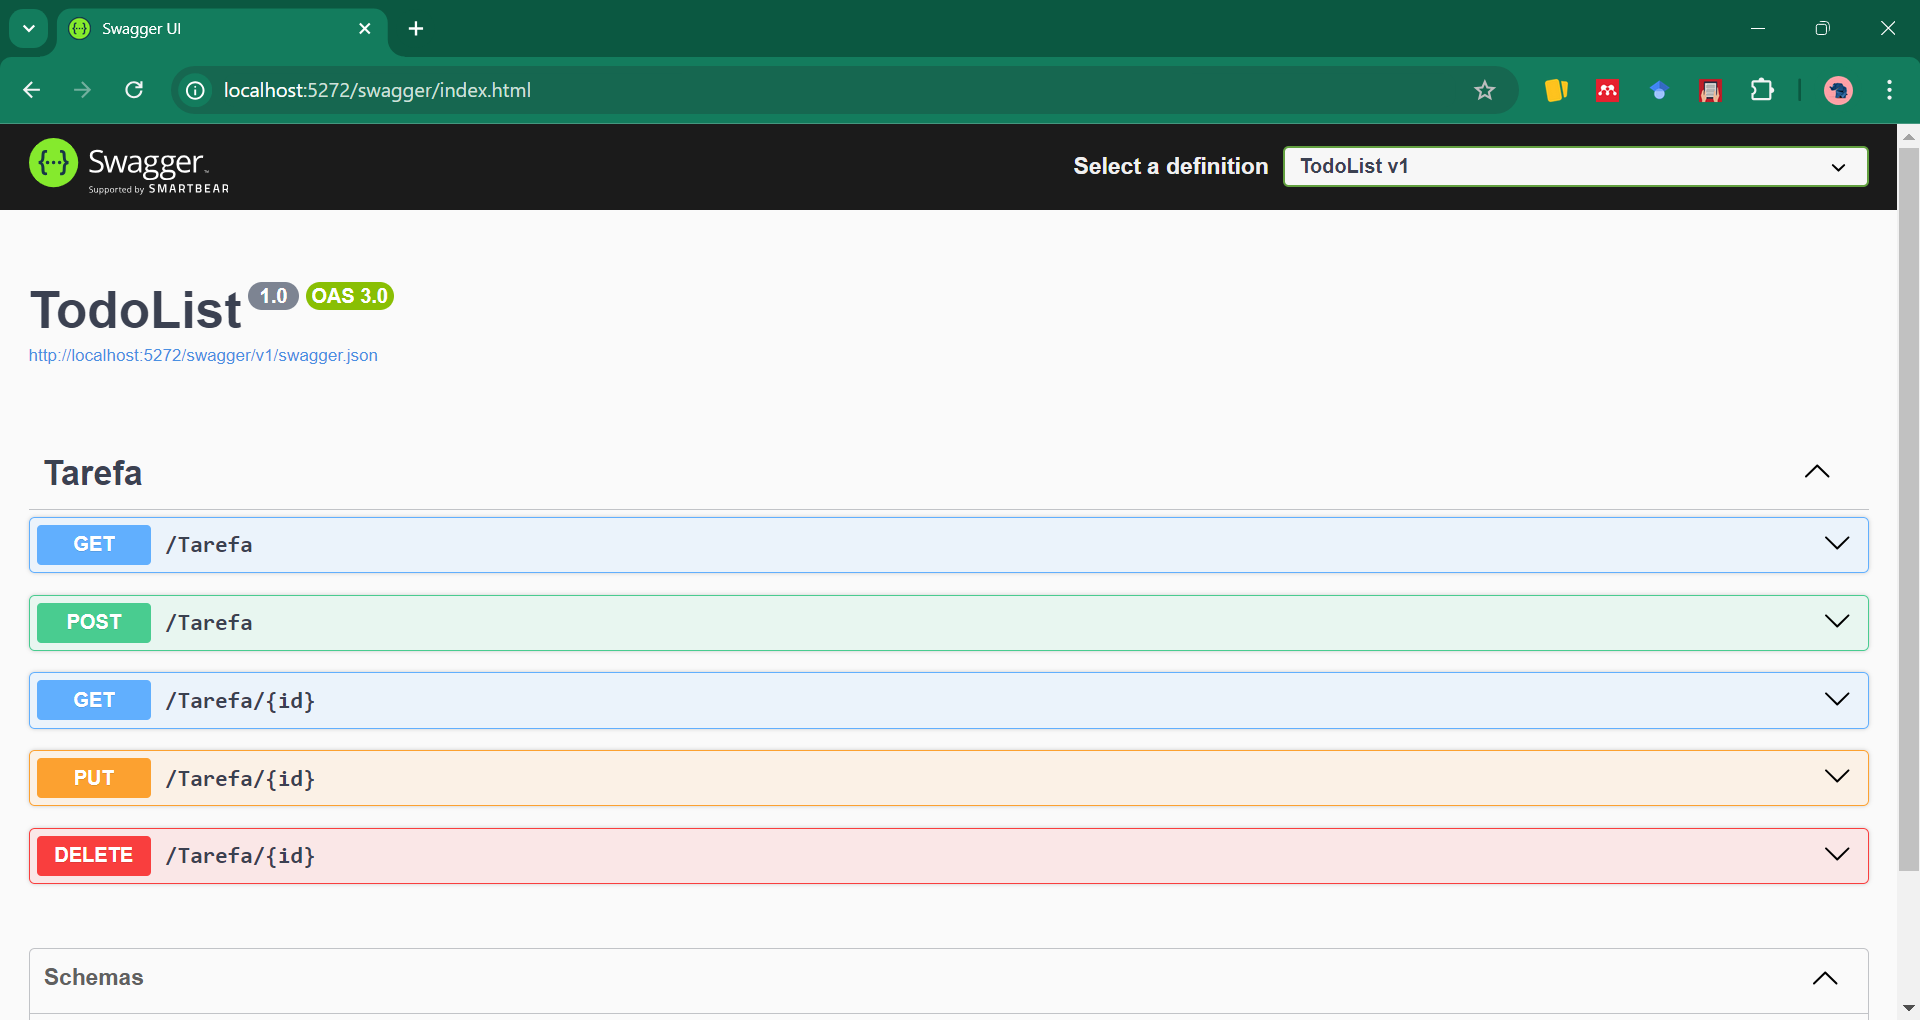 Swagger UI
localhost:5272/swagger/index.html
Swagger™
Supported by SMARTBEAR
Select a definition
TodoList v1
TodoList 1.0 OAS 3.0
http://localhost:5272/swagger/v1/swagger.json
Tarefa
GET /Tarefa
POST /Tarefa
GET /Tarefa/{id}
PUT /Tarefa/{id}
DELETE /Tarefa/{id}
Schemas